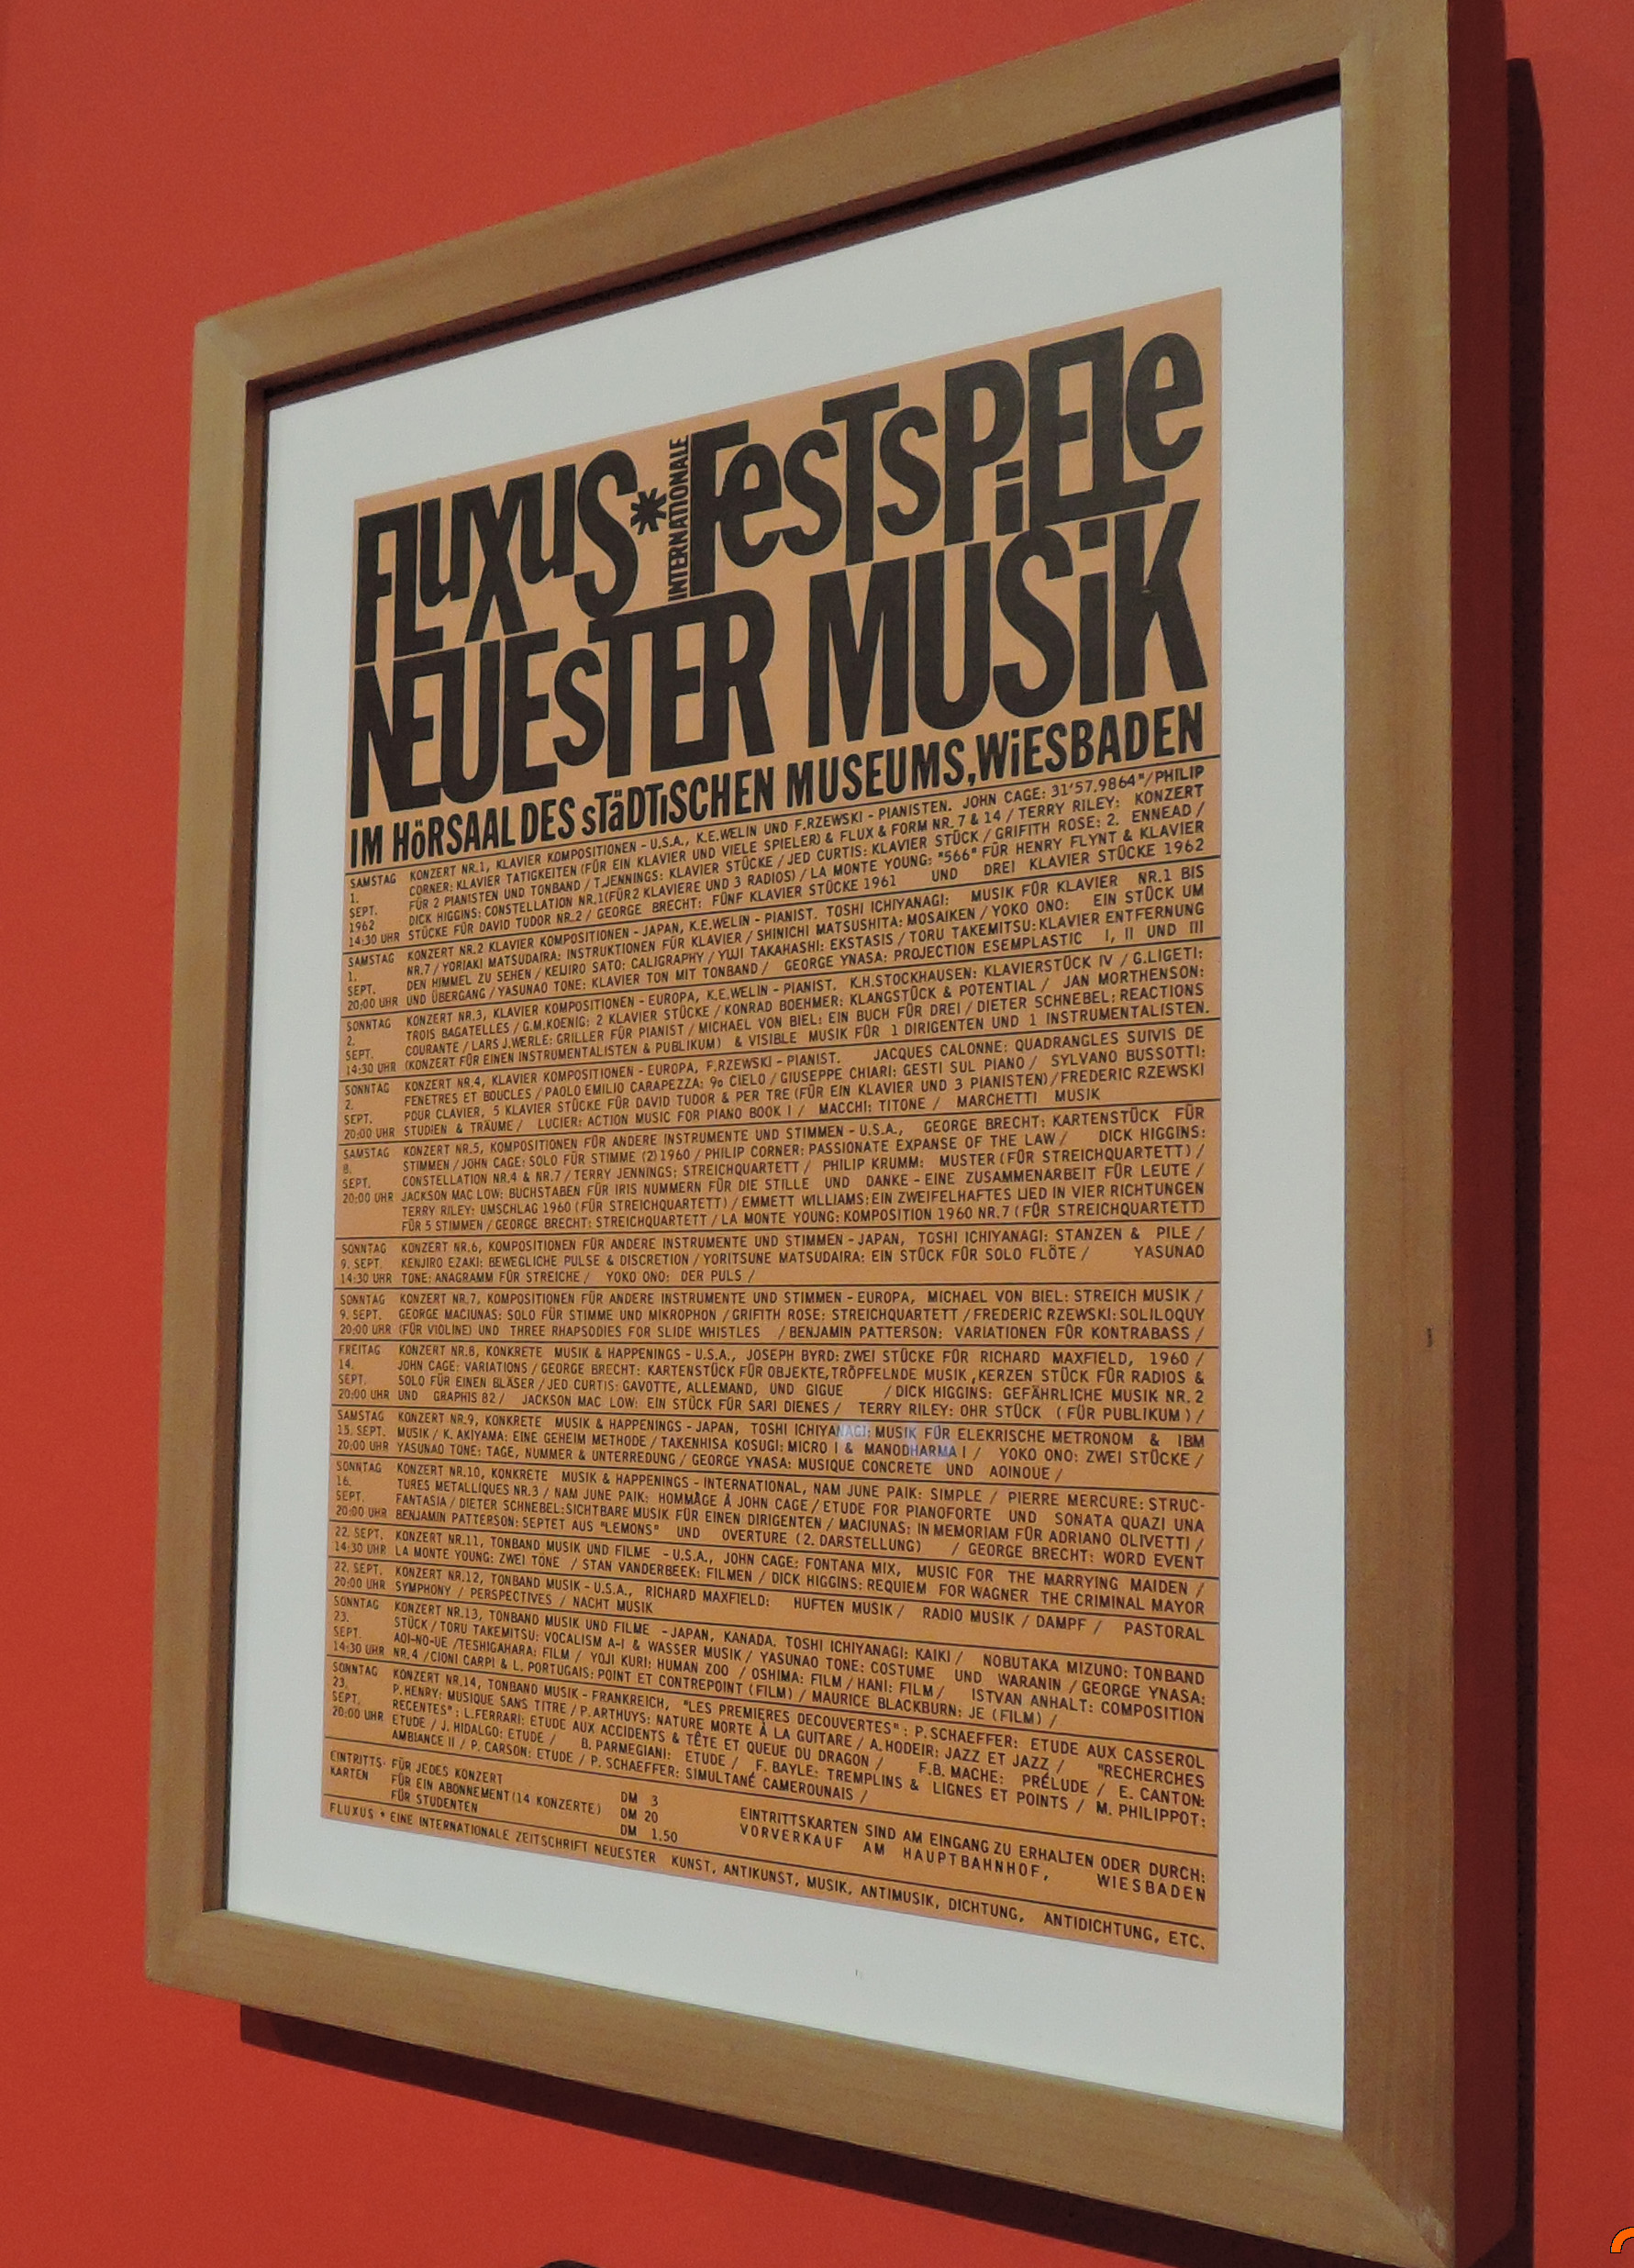 FLUXUS* INTERNATIONALE FESTSPIELE
NEUESTER MUSIK
IM HÖRSAAL DES STÄDTISCHEN MUSEUMS, WIESBADEN
SAMSTAG KONZERT NR.1, KLAVIER KOMPOSITIONEN - U.S.A., K.E.WELIN UND F.RZEWSKI - PIANISTEN. JOHN CAGE: 31'57.9864"/PHILIP
1. CORNER: KLAVIER TATIGKEITEN (FÜR EIN KLAVIER UND VIELE SPIELER) & FLUX & FORM NR. 7 & 14 / TERRY RILEY: KONZERT
SEPT. FÜR 2 PIANISTEN UND TONBAND / T.JENNINGS: KLAVIER STÜCKE / JED CURTIS: KLAVIER STÜCK / GRIFITH ROSE: 2. ENNEAD /
1962 DICK HIGGINS: CONSTELLATION NR.1(FÜR 2 KLAVIERE UND 3 RADIOS) / LA MONTE YOUNG: "566" FÜR HENRY FLYNT & KLAVIER
14:30 UHR STÜCKE FÜR DAVID TUDOR NR.2 / GEORGE BRECHT: FÜNF KLAVIER STÜCKE 1961 UND DREI KLAVIER STÜCKE 1962
SAMSTAG KONZERT NR.2 KLAVIER KOMPOSITIONEN - JAPAN, K.E.WELIN - PIANIST. TOSHI ICHIYANAGI: MUSIK FÜR KLAVIER NR.1 BIS
1. NR.7 / YORIAKI MATSUDAIRA: INSTRUKTIONEN FÜR KLAVIER / SHINICHI MATSUSHITA: MOSAIKEN / YOKO ONO: EIN STÜCK UM
SEPT. DEN HIMMEL ZU SEHEN / KEIJIRO SATO: CALIGRAPHY / YUJI TAKAHASHI: EKSTASIS / TORU TAKEMITSU: KLAVIER ENTFERNUNG
20:00 UHR UND ÜBERGANG / YASUNAO TONE: KLAVIER TON MIT TONBAND / GEORGE YNASA: PROJECTION ESEMPLASTIC I, II UND III
SONNTAG KONZERT NR.3, KLAVIER KOMPOSITIONEN - EUROPA, K.E.WELIN - PIANIST. K.H.STOCKHAUSEN: KLAVIERSTÜCK IV / G.LIGETI:
2. TROIS BAGATELLES / G.M.KOENIG: 2 KLAVIER STÜCKE / KONRAD BOEHMER: KLANGSTÜCK & POTENTIAL / JAN MORTHENSON:
SEPT. COURANTE / LARS J.WERLE: GRILLER FÜR PIANIST / MICHAEL VON BIEL: EIN BUCH FÜR DREI / DIETER SCHNEBEL: REACTIONS
14:30 UHR (KONZERT FÜR EINEN INSTRUMENTALISTEN & PUBLIKUM) & VISIBLE MUSIK FÜR 1 DIRIGENTEN UND 1 INSTRUMENTALISTEN.
SONNTAG KONZERT NR.4, KLAVIER KOMPOSITIONEN - EUROPA, F.RZEWSKI - PIANIST. JACQUES CALONNE: QUADRANGLES SUIVIS DE
2. FENETRES ET BOUCLES / PAOLO EMILIO CARAPEZZA: 9o CIELO / GIUSEPPE CHIARI: GESTI SUL PIANO / SYLVANO BUSSOTTI:
SEPT. POUR CLAVIER, 5 KLAVIER STÜCKE FÜR DAVID TUDOR & PER TRE (FÜR EIN KLAVIER UND 3 PIANISTEN) / FREDERIC RZEWSKI
20:00 UHR STUDIEN & TRÄUME / LUCIER: ACTION MUSIC FOR PIANO BOOK I / MACCHI: TITONE / MARCHETTI MUSIK
SAMSTAG KONZERT NR.5, KOMPOSITIONEN FÜR ANDERE INSTRUMENTE UND STIMMEN - U.S.A., GEORGE BRECHT: KARTENSTÜCK FÜR
8. STIMMEN / JOHN CAGE: SOLO FÜR STIMME (2) 1960 / PHILIP CORNER: PASSIONATE EXPANSE OF THE LAW / DICK HIGGINS:
SEPT. CONSTELLATION NR.4 & NR.7 / TERRY JENNINGS: STREICHQUARTETT / PHILIP KRUMM: MUSTER (FÜR STREICHQUARTETT) /
20:00 UHR JACKSON MAC LOW: BUCHSTABEN FÜR IRIS NUMMERN FÜR DIE STILLE UND DANKE - EINE ZUSAMMENARBEIT FÜR LEUTE /
TERRY RILEY: UMSCHLAG 1960 (FÜR STREICHQUARTETT) / EMMETT WILLIAMS: EIN ZWEIFELHAFTES LIED IN VIER RICHTUNGEN
FÜR 5 STIMMEN / GEORGE BRECHT: STREICHQUARTETT / LA MONTE YOUNG: KOMPOSITION 1960 NR.7 (FÜR STREICHQUARTETT)
SONNTAG KONZERT NR.6, KOMPOSITIONEN FÜR ANDERE INSTRUMENTE UND STIMMEN - JAPAN, TOSHI ICHIYANAGI: STANZEN & PILE /
9. SEPT. KENJIRO EZAKI: BEWEGLICHE PULSE & DISCRETION / YORITSUNE MATSUDAIRA: EIN STÜCK FÜR SOLO FLÖTE / YASUNAO
14:30 UHR TONE: ANAGRAMM FÜR STREICHE / YOKO ONO: DER PULS /
SONNTAG KONZERT NR.7, KOMPOSITIONEN FÜR ANDERE INSTRUMENTE UND STIMMEN - EUROPA, MICHAEL VON BIEL: STREICH MUSIK /
9. SEPT. GEORGE MACIUNAS: SOLO FÜR STIMME UND MIKROPHON / GRIFITH ROSE: STREICHQUARTETT / FREDERIC RZEWSKI: SOLILOQUY
20:00 UHR (FÜR VIOLINE) UND THREE RHAPSODIES FOR SLIDE WHISTLES / BENJAMIN PATTERSON: VARIATIONEN FÜR KONTRABASS /
FREITAG KONZERT NR.8, KONKRETE MUSIK & HAPPENINGS - U.S.A., JOSEPH BYRD: ZWEI STÜCKE FÜR RICHARD MAXFIELD, 1960 /
14. JOHN CAGE: VARIATIONS / GEORGE BRECHT: KARTENSTÜCK FÜR OBJEKTE, TRÖPFELNDE MUSIK, KERZEN STÜCK FÜR RADIOS &
SEPT. SOLO FÜR EINEN BLÄSER / JED CURTIS: GAVOTTE, ALLEMAND, UND GIGUE / DICK HIGGINS: GEFÄHRLICHE MUSIK NR. 2
20:00 UHR UND GRAPHIS 82 / JACKSON MAC LOW: EIN STÜCK FÜR SARI DIENES / TERRY RILEY: OHR STÜCK (FÜR PUBLIKUM) /
SAMSTAG KONZERT NR.9, KONKRETE MUSIK & HAPPENINGS - JAPAN, TOSHI ICHIYANAGI: MUSIK FÜR ELEKRISCHE METRONOM & IBM
15. SEPT. MUSIK / K. AKIYAMA: EINE GEHEIM METHODE / TAKENHISA KOSUGI: MICRO I & MANODHARMA I / YOKO ONO: ZWEI STÜCKE /
20:00 UHR YASUNAO TONE: TAGE, NUMMER & UNTERREDUNG / GEORGE YNASA: MUSIQUE CONCRETE UND AOINOUE /
SONNTAG KONZERT NR.10, KONKRETE MUSIK & HAPPENINGS - INTERNATIONAL, NAM JUNE PAIK: SIMPLE / PIERRE MERCURE: STRUC-
16. TURES METALLIQUES NR.3 / NAM JUNE PAIK: HOMMÂGE À JOHN CAGE / ETUDE FOR PIANOFORTE UND SONATA QUAZI UNA
SEPT. FANTASIA / DIETER SCHNEBEL: SICHTBARE MUSIK FÜR EINEN DIRIGENTEN / MACIUNAS: IN MEMORIAM FÜR ADRIANO OLIVETTI /
20:00 UHR BENJAMIN PATTERSON: SEPTET AUS "LEMONS" UND OVERTURE (2. DARSTELLUNG) / GEORGE BRECHT: WORD EVENT
22. SEPT. KONZERT NR.11, TONBAND MUSIK UND FILME - U.S.A., JOHN CAGE: FONTANA MIX, MUSIC FOR THE MARRYING MAIDEN /
14:30 UHR LA MONTE YOUNG: ZWEI TÖNE / STAN VANDERBEEK: FILMEN / DICK HIGGINS: REQUIEM FOR WAGNER THE CRIMINAL MAYOR
22. SEPT. KONZERT NR.12, TONBAND MUSIK - U.S.A., RICHARD MAXFIELD: HUFTEN MUSIK / RADIO MUSIK / DAMPF / PASTORAL
20:00 UHR SYMPHONY / PERSPECTIVES / NACHT MUSIK
SONNTAG KONZERT NR.13, TONBAND MUSIK UND FILME - JAPAN, KANADA, TOSHI ICHIYANAGI: KAIKI / NOBUTAKA MIZUNO: TONBAND
23. STÜCK / TORU TAKEMITSU: VOCALISM A-I & WASSER MUSIK / YASUNAO TONE: COSTUME UND WARANIN / GEORGE YNASA:
SEPT. AOI-NO-UE / TESHIGAHARA: FILM / YOJI KURI: HUMAN ZOO / OSHIMA: FILM / HANI: FILM / ISTVAN ANHALT: COMPOSITION
14:30 UHR NR.4 / CIONI CARPI & L. PORTUGAIS: POINT ET CONTREPOINT (FILM) / MAURICE BLACKBURN: JE (FILM) /
SONNTAG KONZERT NR.14, TONBAND MUSIK - FRANKREICH, "LES PREMIERES DECOUVERTES": P.SCHAEFFER: ETUDE AUX CASSEROL
23. P.HENRY: MUSIQUE SANS TITRE / P.ARTHUYS: NATURE MORTE À LA GUITARE / A.HODEIR: JAZZ ET JAZZ / "RECHERCHES
SEPT. RECENTES": L.FERRARI: ETUDE AUX ACCIDENTS & TÊTE ET QUEUE DU DRAGON / F.B. MACHE: PRÉLUDE / E. CANTON:
20:00 UHR ETUDE / J. HIDALGO: ETUDE / B. PARMEGIANI: ETUDE / F. BAYLE: TREMPLINS & LIGNES ET POINTS / M. PHILIPPOT:
AMBIANCE II / P. CARSON: ETUDE / P. SCHAEFFER: SIMULTANÉ CAMEROUNAIS /
EINTRITTS- FÜR JEDES KONZERT DM 3
KARTEN FÜR EIN ABONNEMENT (14 KONZERTE) DM 20
FÜR STUDENTEN DM 1.50
EINTRITTSKARTEN SIND AM EINGANG ZU ERHALTEN ODER DURCH:
VORVERKAUF AM HAUPTBAHNHOF, WIESBADEN
FLUXUS * EINE INTERNATIONALE ZEITSCHRIFT NEUESTER KUNST, ANTIKUNST, MUSIK, ANTIMUSIK, DICHTUNG, ANTIDICHTUNG, ETC.